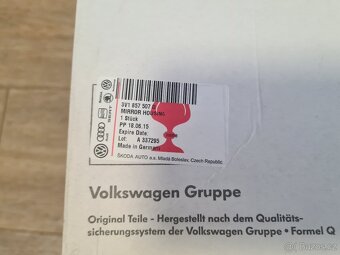 3V1 857 507
MIRROR HOUSING
1 Stück
PP 18.06.15
Expire Date:
Lot: A 337295
Made in Germany
ŠKODA AUTO a.s. Mladá Boleslav, Czech Republic
Volkswagen Gruppe
Original Teile - Hergestellt nach dem Qualitäts-
sicherungssystem der Volkswagen Gruppe • Formel Q